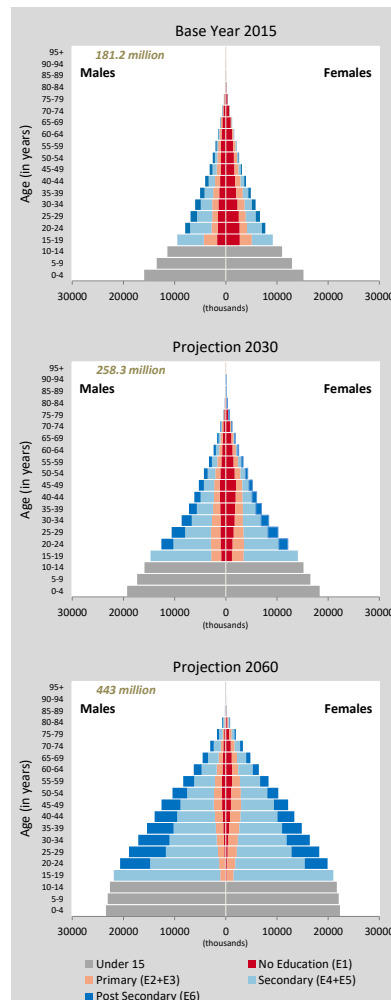 Base Year 2015
181.2 million
Males
Females
Age (in years)
95+
90-94
85-89
80-84
75-79
70-74
65-69
60-64
55-59
50-54
45-49
40-44
35-39
30-34
25-29
20-24
15-19
10-14
5-9
0-4
30000 20000 10000 0 10000 20000 30000
(thousands)
Projection 2030
258.3 million
Males
Females
Age (in years)
95+
90-94
85-89
80-84
75-79
70-74
65-69
60-64
55-59
50-54
45-49
40-44
35-39
30-34
25-29
20-24
15-19
10-14
5-9
0-4
30000 20000 10000 0 10000 20000 30000
(thousands)
Projection 2060
443 million
Males
Females
Age (in years)
95+
90-94
85-89
80-84
75-79
70-74
65-69
60-64
55-59
50-54
45-49
40-44
35-39
30-34
25-29
20-24
15-19
10-14
5-9
0-4
30000 20000 10000 0 10000 20000 30000
(thousands)
Under 15
No Education (E1)
Primary (E2+E3)
Secondary (E4+E5)
Post Secondary (E6)